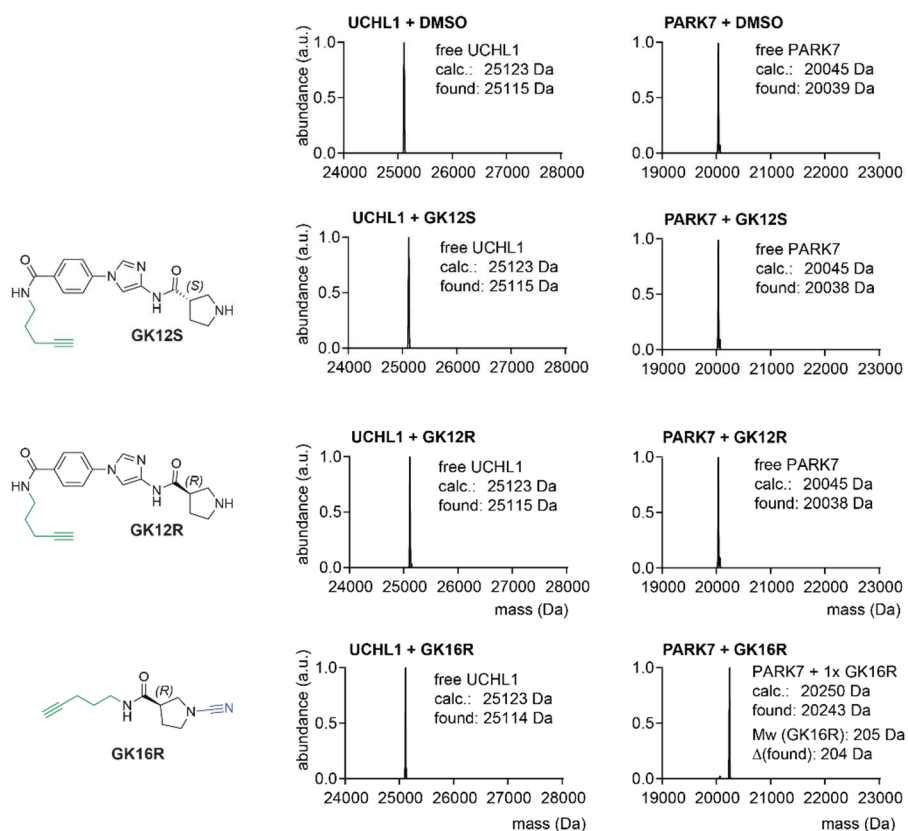 UCHL1 + DMSO
abundance (a.u.)
1.0
0.5
0.0
free UCHL1
calc.: 25123 Da
found: 25115 Da
24000 25000 26000 27000 28000
PARK7 + DMSO
1.0
0.5
0.0
free PARK7
calc.: 20045 Da
found: 20039 Da
19000 20000 21000 22000 23000
O
N
N
O
(S)
HN
NH
H
NH
GK12S
UCHL1 + GK12S
abundance (a.u.)
1.0
0.5
0.0
free UCHL1
calc.: 25123 Da
found: 25115 Da
24000 25000 26000 27000 28000
PARK7 + GK12S
1.0
0.5
0.0
free PARK7
calc.: 20045 Da
found: 20038 Da
19000 20000 21000 22000 23000
O
N
N
O
(R)
HN
N
H
NH
GK12R
UCHL1 + GK12R
abundance (a.u.)
1.0
0.5
0.0
free UCHL1
calc.: 25123 Da
found: 25115 Da
24000 25000 26000 27000 28000
mass (Da)
PARK7 + GK12R
1.0
0.5
0.0
free PARK7
calc.: 20045 Da
found: 20038 Da
19000 20000 21000 22000 23000
mass (Da)
O
(R)
N
H
N
N
GK16R
UCHL1 + GK16R
abundance (a.u.)
1.0
0.5
0.0
free UCHL1
calc.: 25123 Da
found: 25114 Da
24000 25000 26000 27000 28000
mass (Da)
PARK7 + GK16R
1.0
0.5
0.0
PARK7 + 1x GK16R
calc.: 20250 Da
found: 20243 Da
Mw (GK16R): 205 Da
Δ(found): 204 Da
19000 20000 21000 22000 23000
mass (Da)